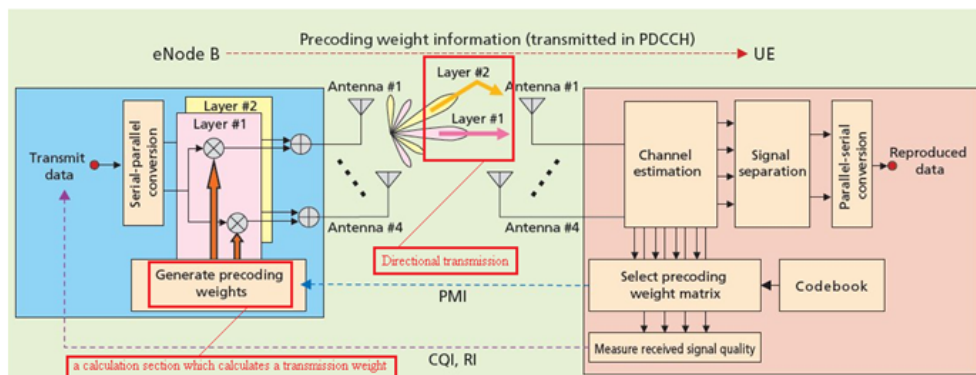 Precoding weight information (transmitted in PDCCH)
eNode B
UE
Antenna #1
Layer #2
Antenna #1
Layer #2
Layer #1
Layer #1
Transmit
data
Serial-parallel
conversion
Channel
estimation
Signal
separation
Parallel-serial
conversion
Reproduced
data
Antenna #4
Antenna #4
Directional transmission
Generate precoding
weights
PMI
Select precoding
weight matrix
Codebook
CQI, RI
Measure received signal quality
a calculation section which calculates a transmission weight